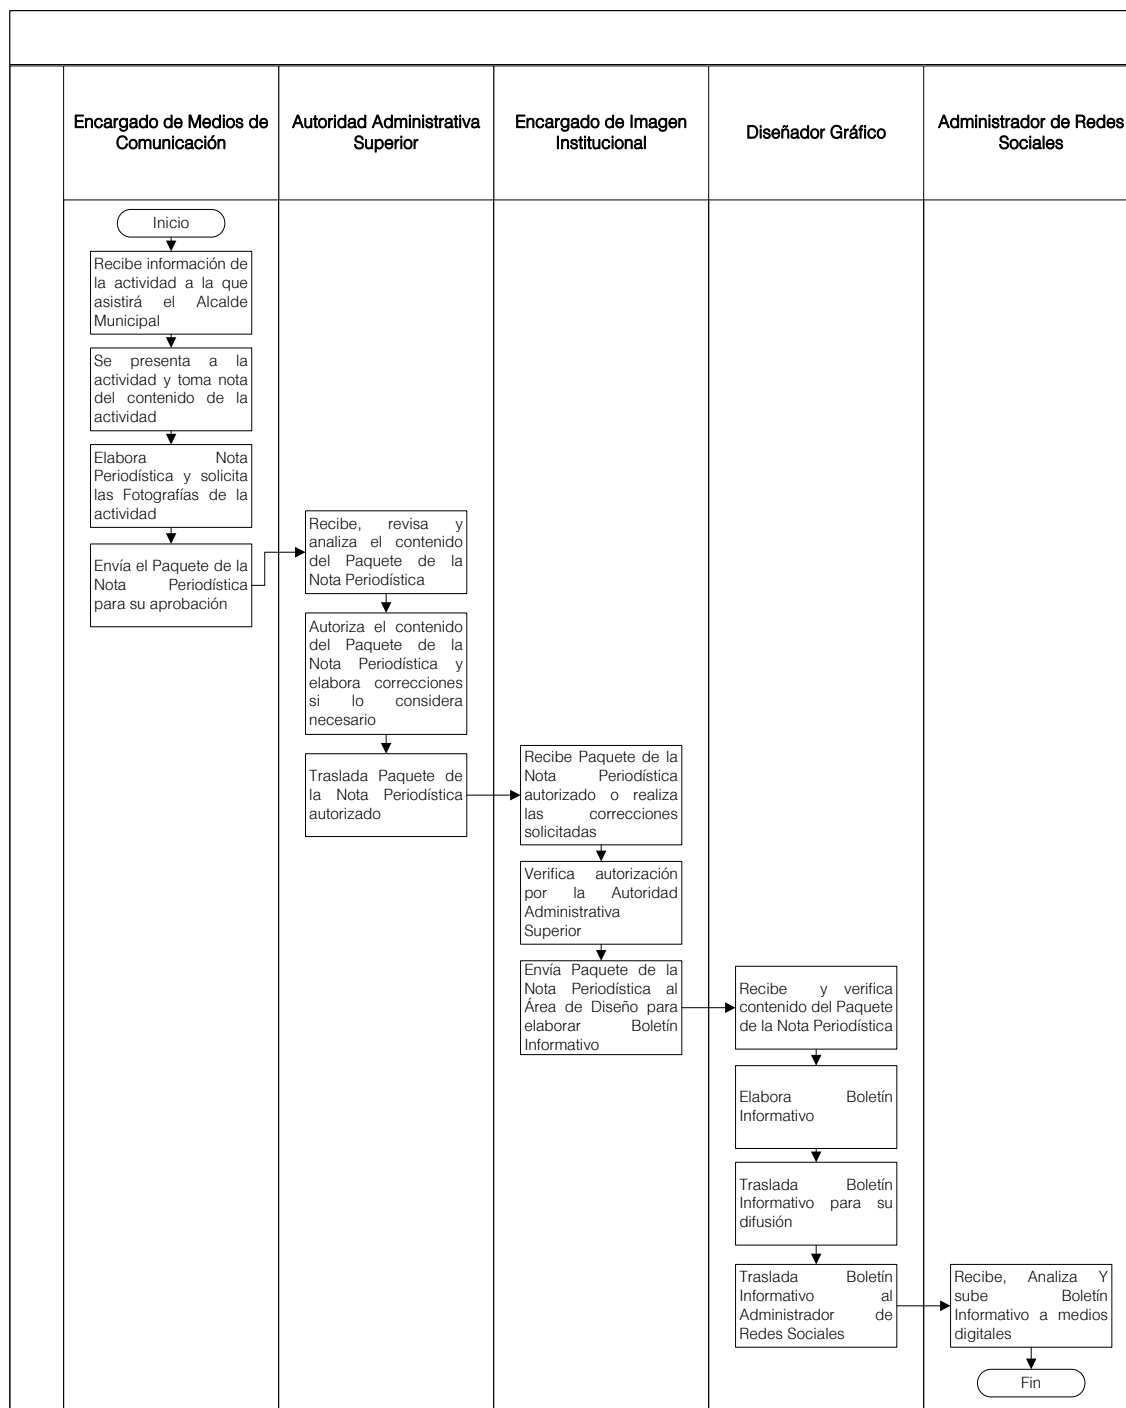 Encargado de Medios de
Comunicación
Autoridad Administrativa
Superior
Encargado de Imagen
Institucional
Diseñador Gráfico
Administrador de Redes
Sociales
Inicio
Recibe información de
la actividad a la que
asistirá el Alcalde
Municipal
Se presenta a la
actividad y toma nota
del contenido de la
actividad
Elabora Nota
Periodística y solicita
las Fotografías de la
actividad
Envía el Paquete de la
Nota Periodística
para su aprobación
Recibe, revisa y
analiza el contenido
del Paquete de la
Nota Periodística
Autoriza el contenido
del Paquete de la
Nota Periodística y
elabora correcciones
si lo considera
necesario
Traslada Paquete de
la Nota Periodística
autorizado
Recibe Paquete de la
Nota Periodística
autorizado o realiza
las correcciones
solicitadas
Verifica autorización
por la Autoridad
Administrativa
Superior
Envía Paquete de la
Nota Periodística al
Área de Diseño para
elaborar Boletín
Informativo
Recibe y verifica
contenido del Paquete
de la Nota Periodística
Elabora Boletín
Informativo
Traslada Boletín
Informativo para su
difusión
Traslada Boletín
Informativo al
Administrador de
Redes Sociales
Recibe, Analiza Y
sube Boletín
Informativo a medios
digitales
Fin